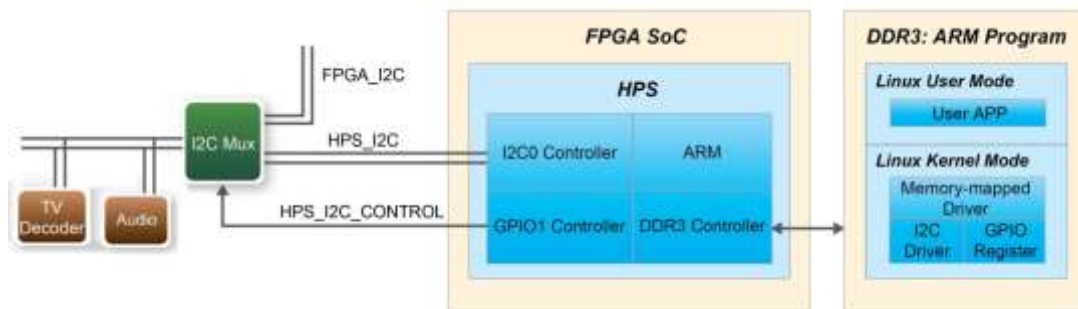 FPGA SoC
DDR3: ARM Program
FPGA_I2C
HPS
Linux User Mode
User APP
I2C Mux
HPS_I2C
I2C0 Controller
ARM
Linux Kernel Mode
Memory-mapped
Driver
TV
Decoder
Audio
HPS_I2C_CONTROL
GPIO1 Controller
DDR3 Controller
I2C
Driver
GPIO
Register